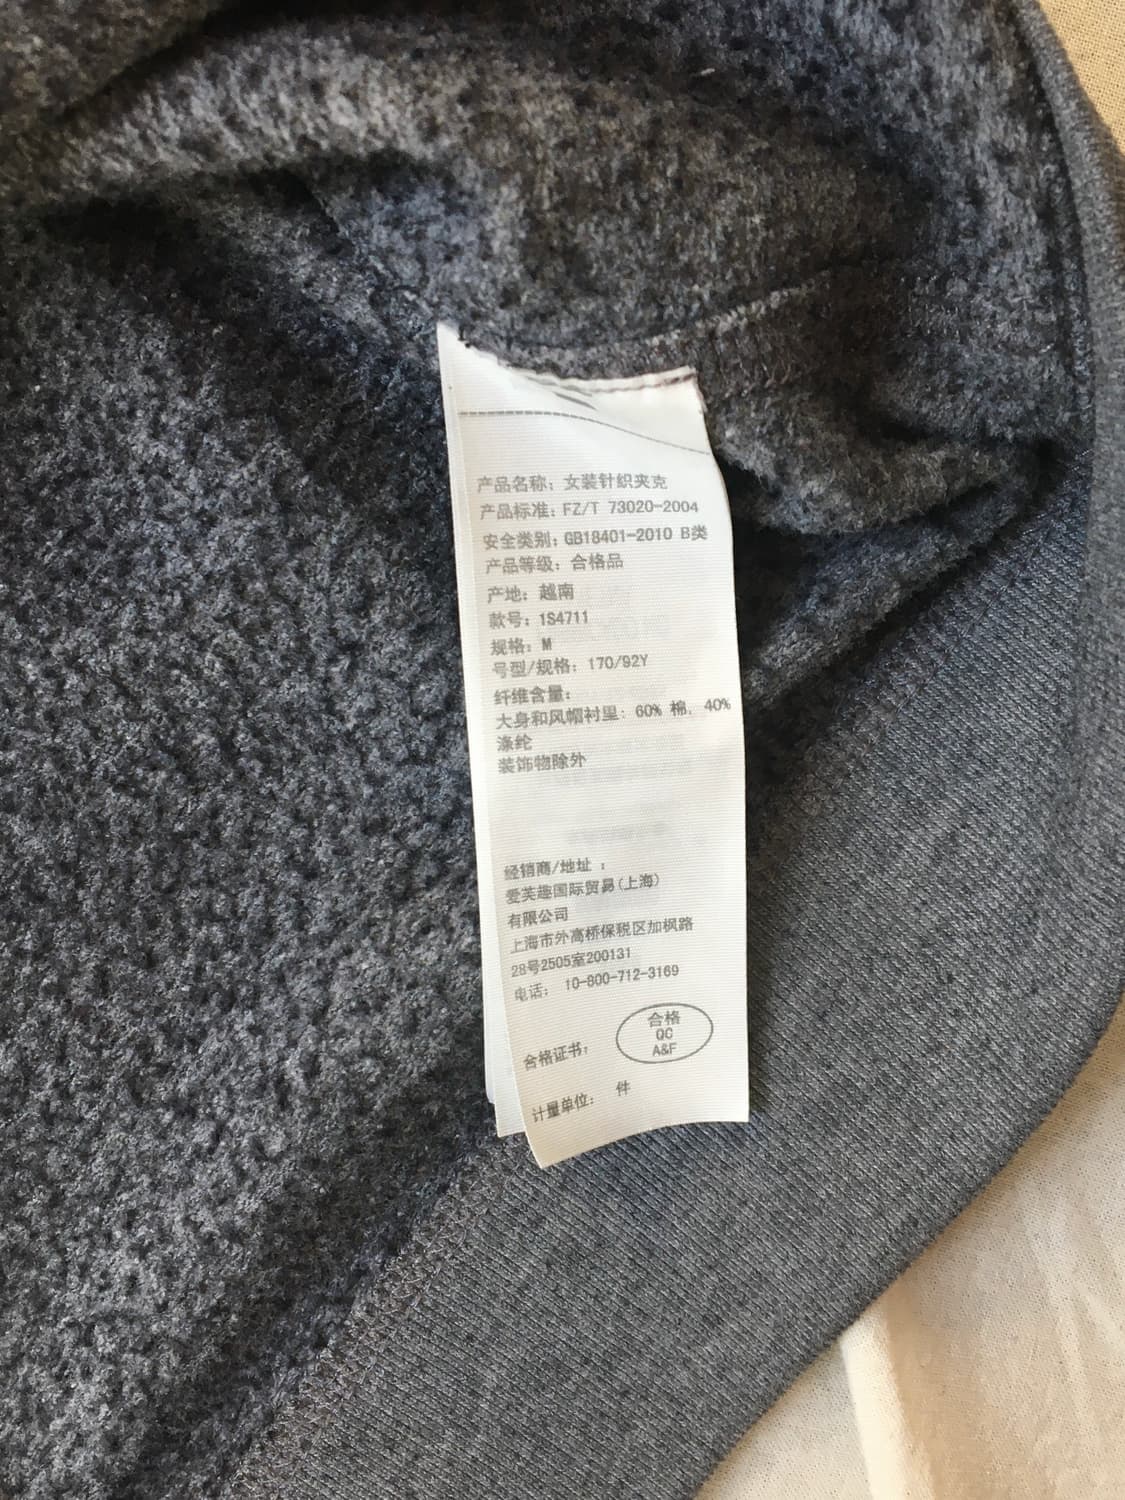 产品名称: 女装针织夹克
产品标准: FZ/T 73020-2004
安全类别: GB18401-2010 B类
产品等级: 合格品
产地: 越南
款号: 1S4711
规格: M
号型/规格: 170/92Y
纤维含量:
大身和风帽衬里: 60% 棉, 40%
涤纶
装饰物除外
经销商/地址 :
爱芙趣国际贸易(上海)
有限公司
上海市外高桥保税区加枫路
28号2505室200131
电话: 10-800-712-3169
合格
QC
A&F
合格证书:
计量单位: 件